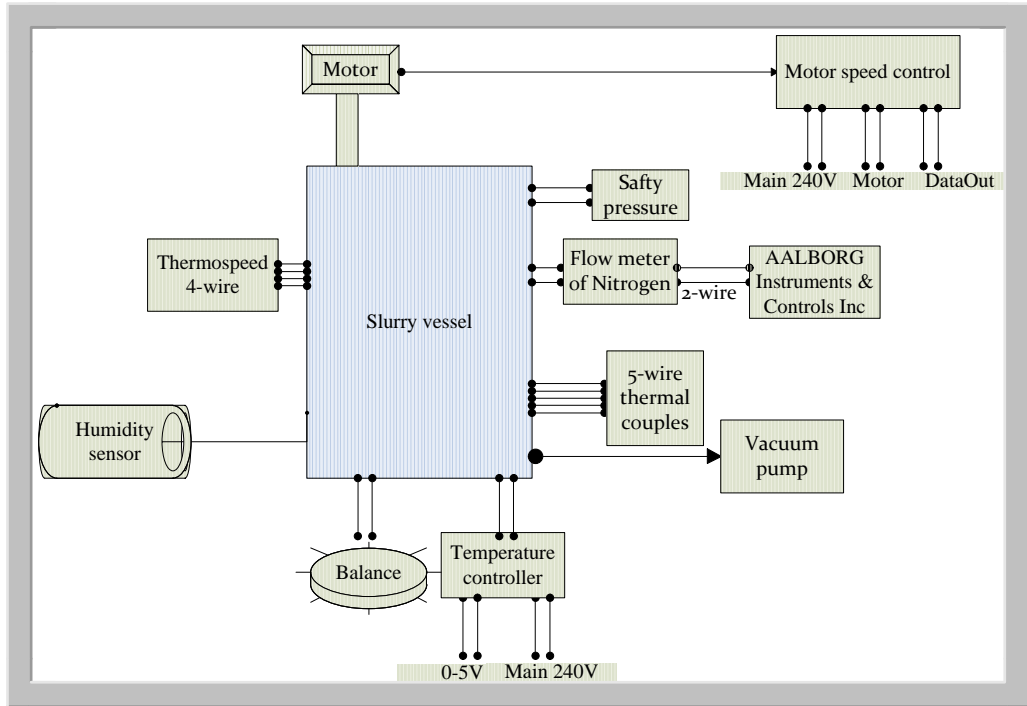 Motor
Motor speed control
Main 240V Motor DataOut
Safty
pressure
Thermospeed
4-wire
Flow meter
of Nitrogen
2-wire
AALBORG
Instruments &
Controls Inc
Slurry vessel
5-wire
thermal
couples
Humidity
sensor
Vacuum
pump
Balance
Temperature
controller
0-5V Main 240V